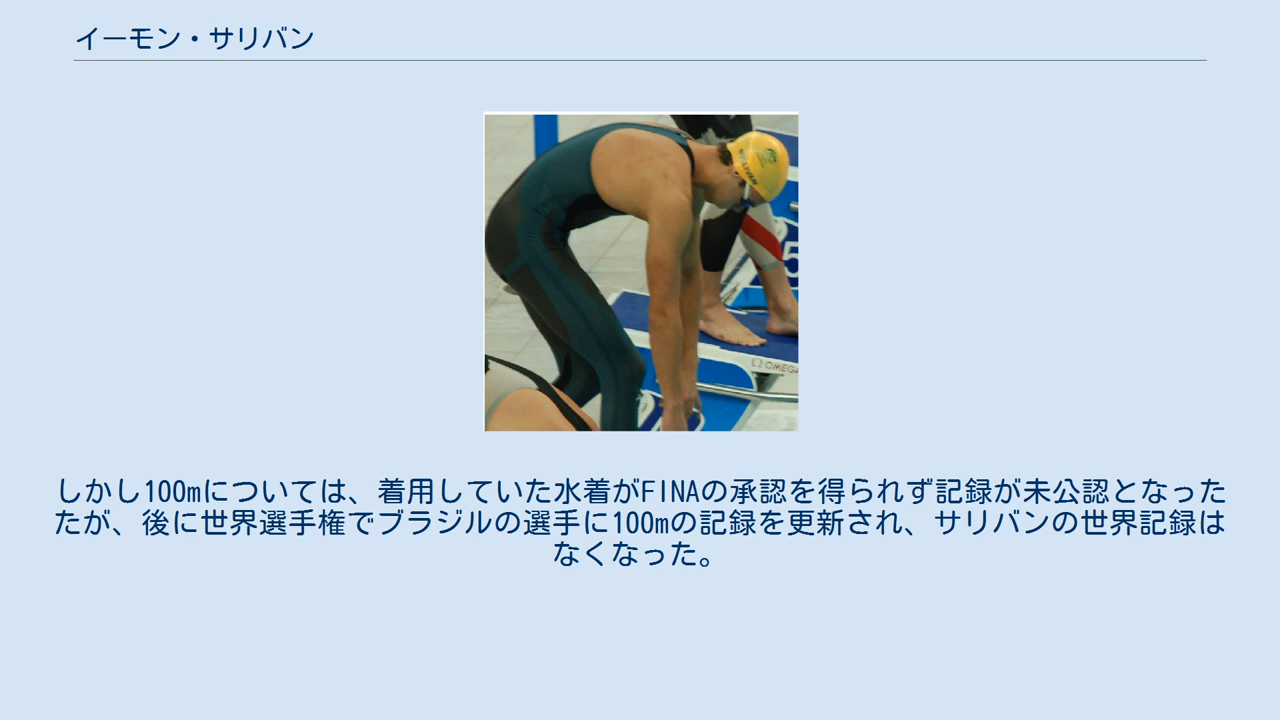 イーモン・サリバン
SULLIVAN
5
OMEGA
しかし100mについては、着用していた水着がFINAの承認を得られず記録が未公認となった
たが、後に世界選手権でブラジルの選手に100mの記録を更新され、サリバンの世界記録は
なくなった。